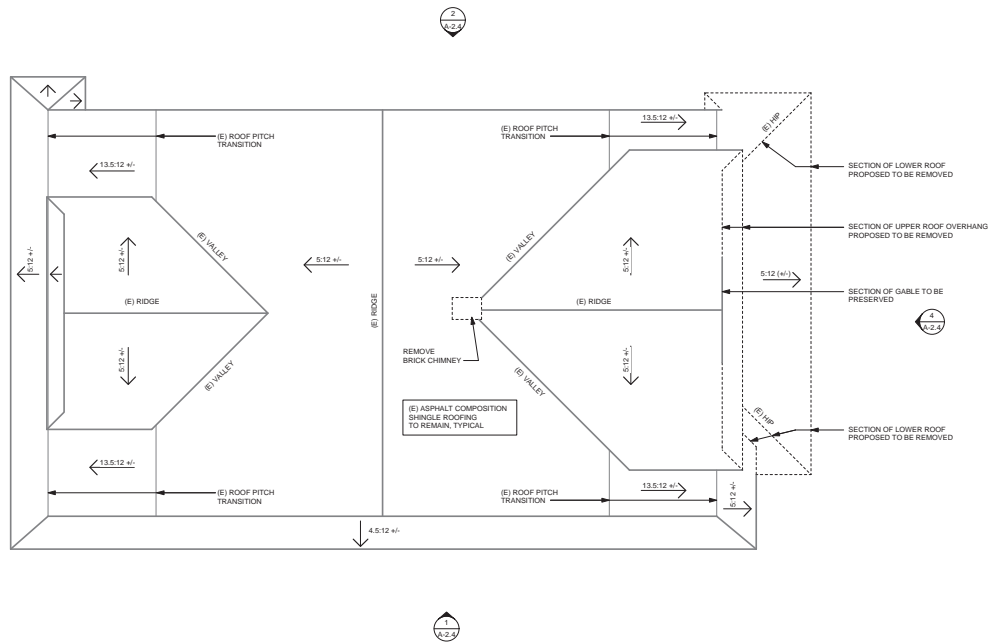 2
A-2.4
13.5:12 +/-
(E) ROOF PITCH
TRANSITION
(E) ROOF PITCH
TRANSITION
(E) HIP
13.5:12 +/-
SECTION OF LOWER ROOF
PROPOSED TO BE REMOVED
(E) VALLEY
(E) VALLEY
SECTION OF UPPER ROOF OVERHANG
PROPOSED TO BE REMOVED
5:12 +/-
5:12 +/-
5:12 +/-
5:12 +/-
5:12 +/-
5:12 (+/-)
(E) RIDGE
(E) RIDGE
(E) RIDGE
SECTION OF GABLE TO BE
PRESERVED
4
A-2.4
REMOVE
BRICK CHIMNEY
5:12 +/-
5:12 +/-
(E) VALLEY
(E) VALLEY
(E) ASPHALT COMPOSITION
SHINGLE ROOFING
TO REMAIN, TYPICAL
(E) HIP
SECTION OF LOWER ROOF
PROPOSED TO BE REMOVED
13.5:12 +/-
(E) ROOF PITCH
TRANSITION
(E) ROOF PITCH
TRANSITION
13.5:12 +/-
5:12 +/-
4.5:12 +/-
1
A-2.4